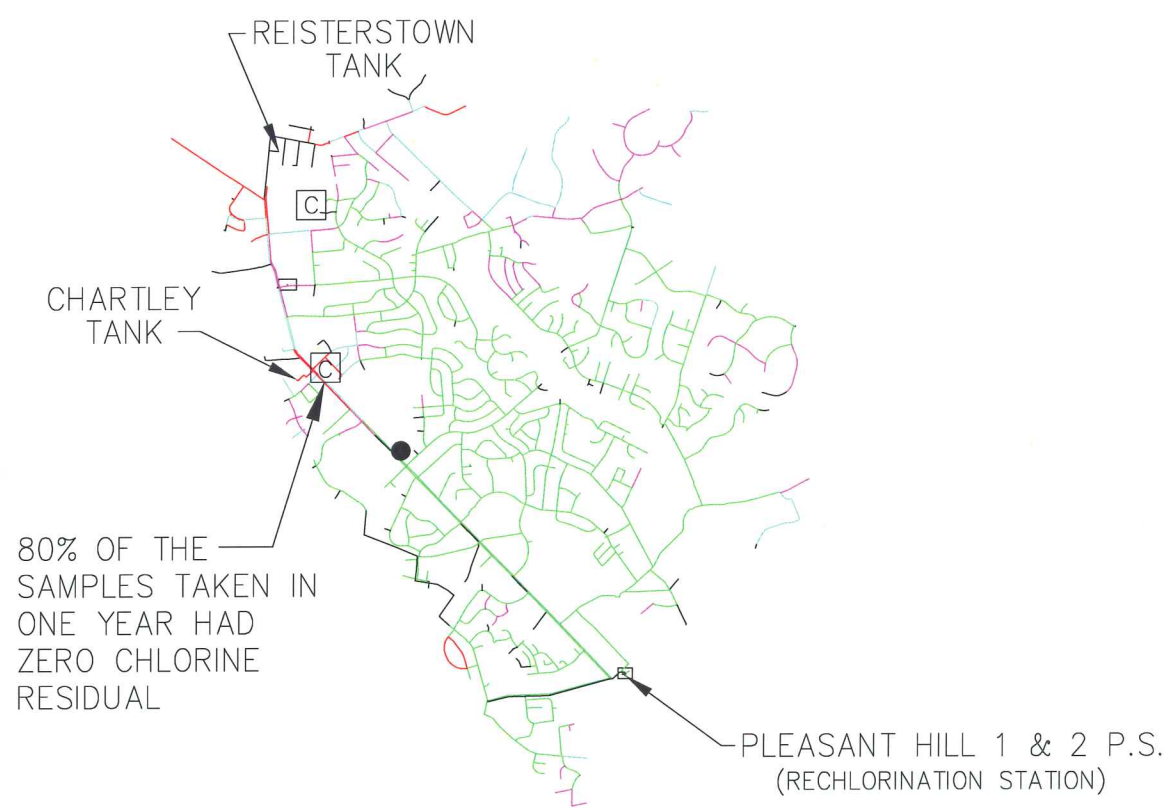 REISTERSTOWN
TANK
C
CHARTLEY
TANK
C
80% OF THE
SAMPLES TAKEN IN
ONE YEAR HAD
ZERO CHLORINE
RESIDUAL
PLEASANT HILL 1 & 2 P.S.
(RECHLORINATION STATION)